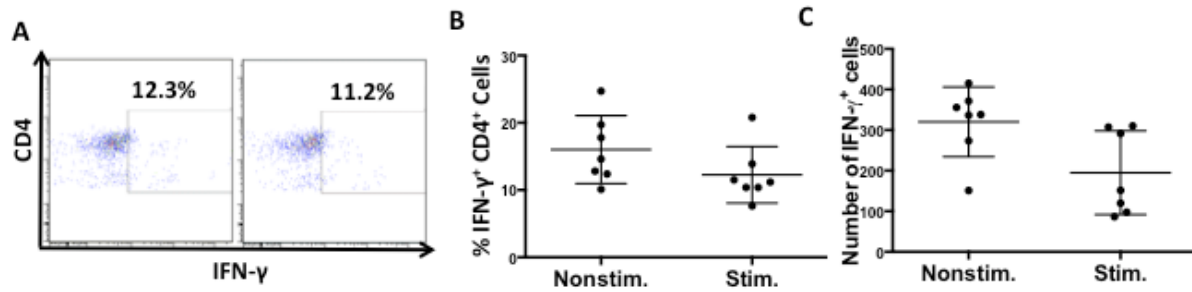 A
12.3%
11.2%
CD4
IFN-γ
B
% IFN-γ⁺ CD4⁺ Cells
30
20
10
0
Nonstim.
Stim.
C
Number of IFN-γ⁺ cells
500
400
300
200
100
0
Nonstim.
Stim.